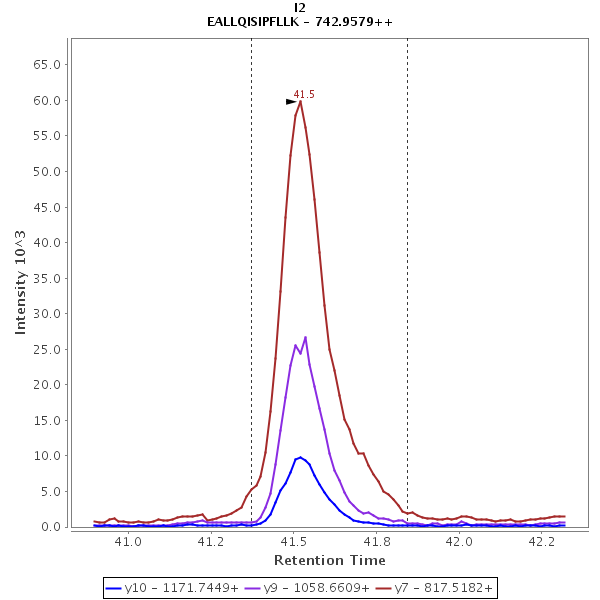 I2
EALLQISIPFLLK - 742.9579++
65.0
60.0
55.0
50.0
45.0
40.0
35.0
30.0
25.0
20.0
15.0
10.0
5.0
0.0
Intensity 10^3
41.5
41.0 41.2 41.5 41.8 42.0 42.2
Retention Time
y10 - 1171.7449+ y9 - 1058.6609+ y7 - 817.5182+